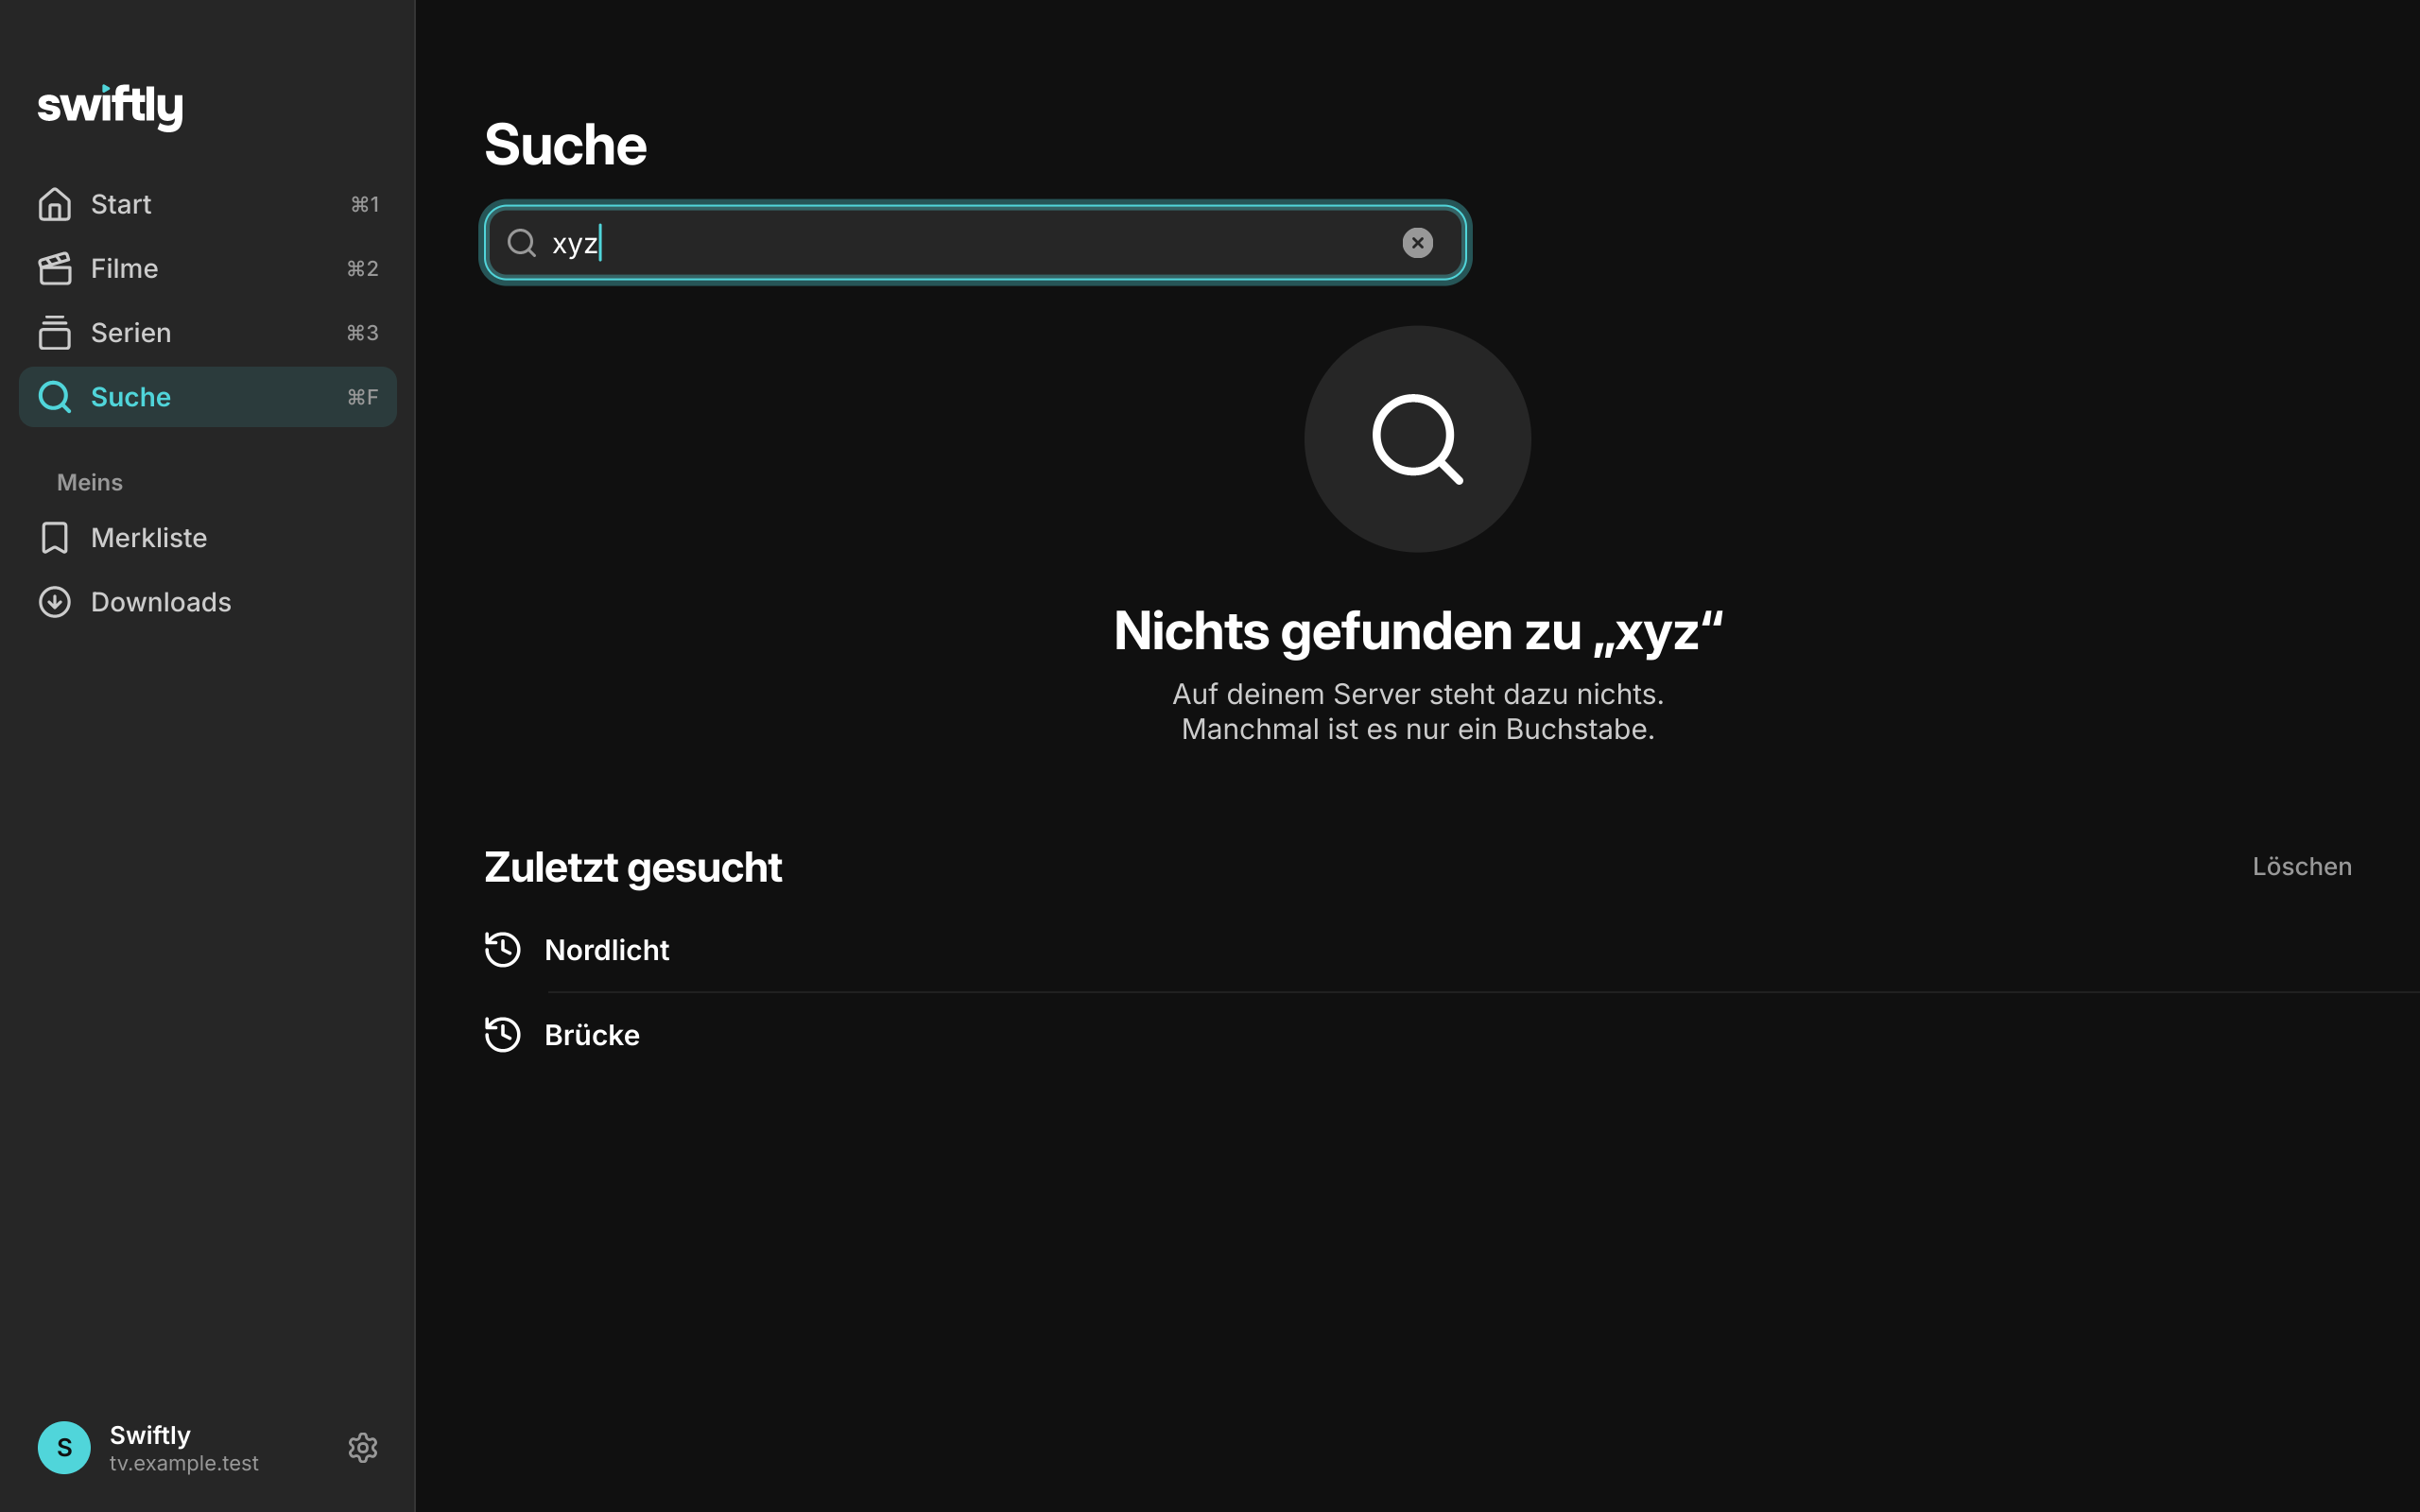 swiftly
Start ⌘1
Filme ⌘2
Serien ⌘3
Suche ⌘F
Meins
Merkliste
Downloads
S
Swiftly
tv.example.test
Suche
xyz
Nichts gefunden zu „xyz“
Auf deinem Server steht dazu nichts.
Manchmal ist es nur ein Buchstabe.
Zuletzt gesucht Löschen
Nordlicht
Brücke